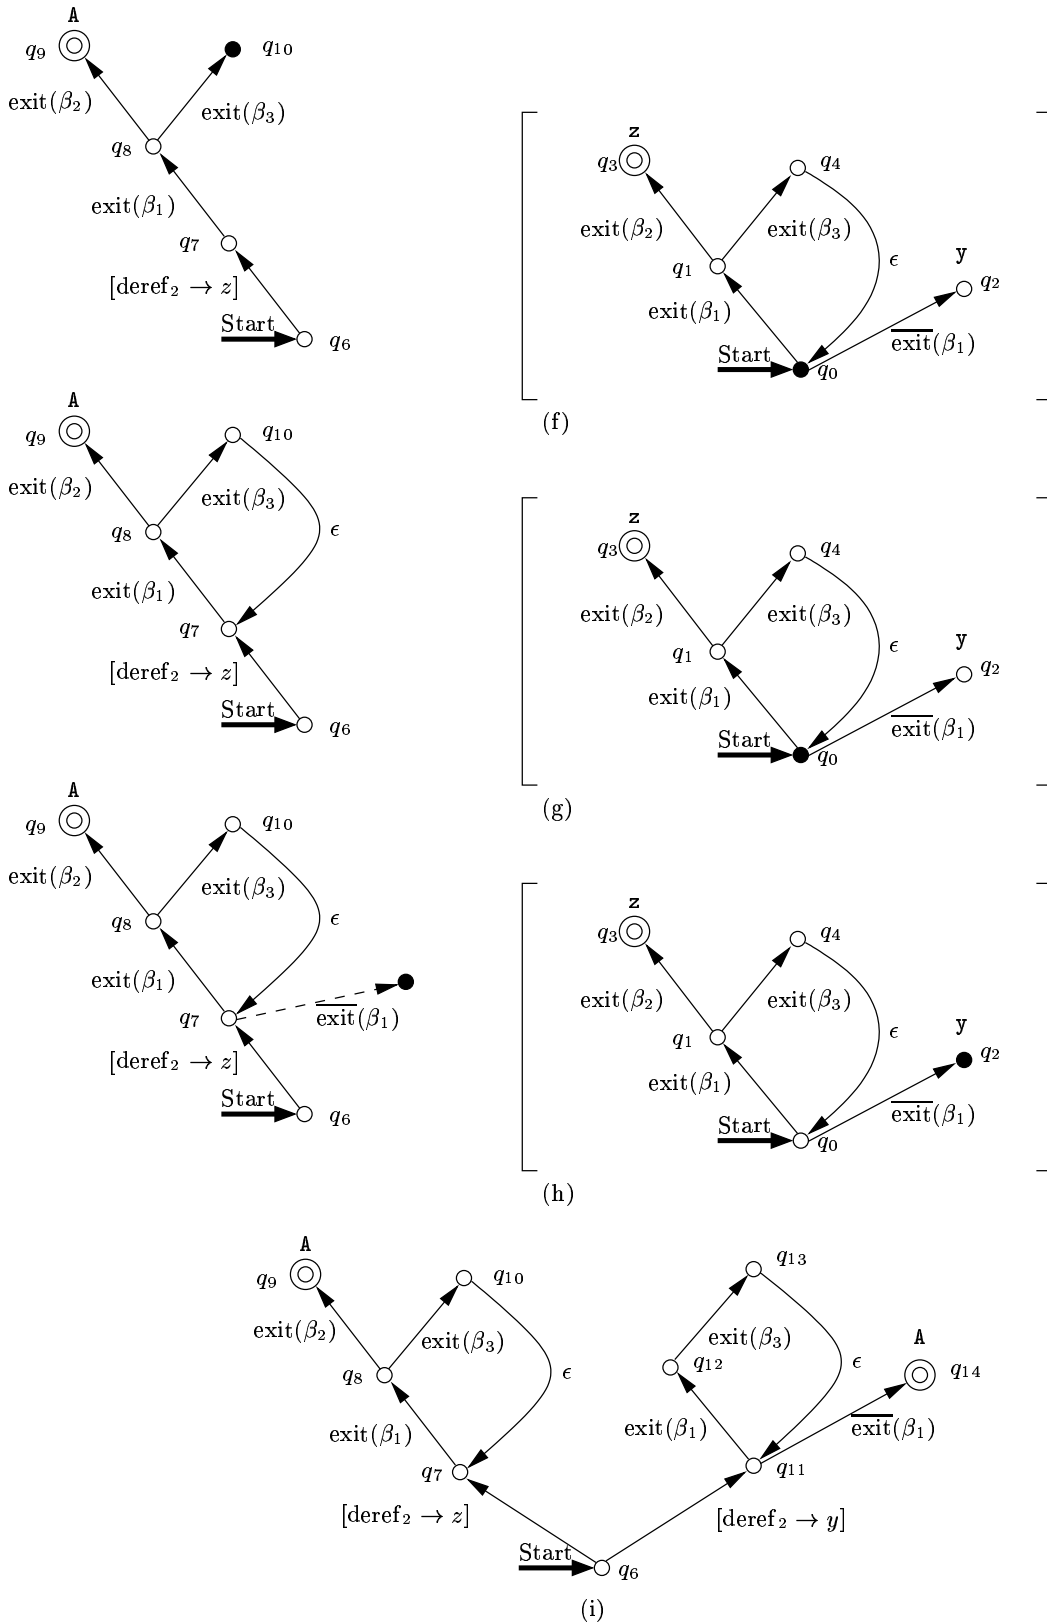 A
q₉
q₁₀
exit(β₂)
exit(β₃)
q₈
exit(β₁)
q₇
[deref₂ → z]
Start
q₆
z
q₃
q₄
exit(β₂)
exit(β₃)
y
q₁
ϵ
q₂
exit(β₁)
e̅x̅i̅t̅(β₁)
Start
q₀
(f)
A
q₉
q₁₀
exit(β₂)
exit(β₃)
q₈
ϵ
exit(β₁)
q₇
[deref₂ → z]
Start
q₆
z
q₃
q₄
exit(β₂)
exit(β₃)
y
q₁
ϵ
q₂
exit(β₁)
e̅x̅i̅t̅(β₁)
Start
q₀
(g)
A
q₉
q₁₀
exit(β₂)
exit(β₃)
q₈
ϵ
exit(β₁)
e̅x̅i̅t̅(β₁)
q₇
[deref₂ → z]
Start
q₆
z
q₃
q₄
exit(β₂)
exit(β₃)
y
q₁
ϵ
q₂
exit(β₁)
e̅x̅i̅t̅(β₁)
Start
q₀
(h)
A
q₉
q₁₀
exit(β₂)
exit(β₃)
q₈
ϵ
exit(β₁)
q₇
[deref₂ → z]
q₁₃
exit(β₃)
A
q₁₂
ϵ
q₁₄
exit(β₁)
e̅x̅i̅t̅(β₁)
q₁₁
[deref₂ → y]
Start
q₆
(i)